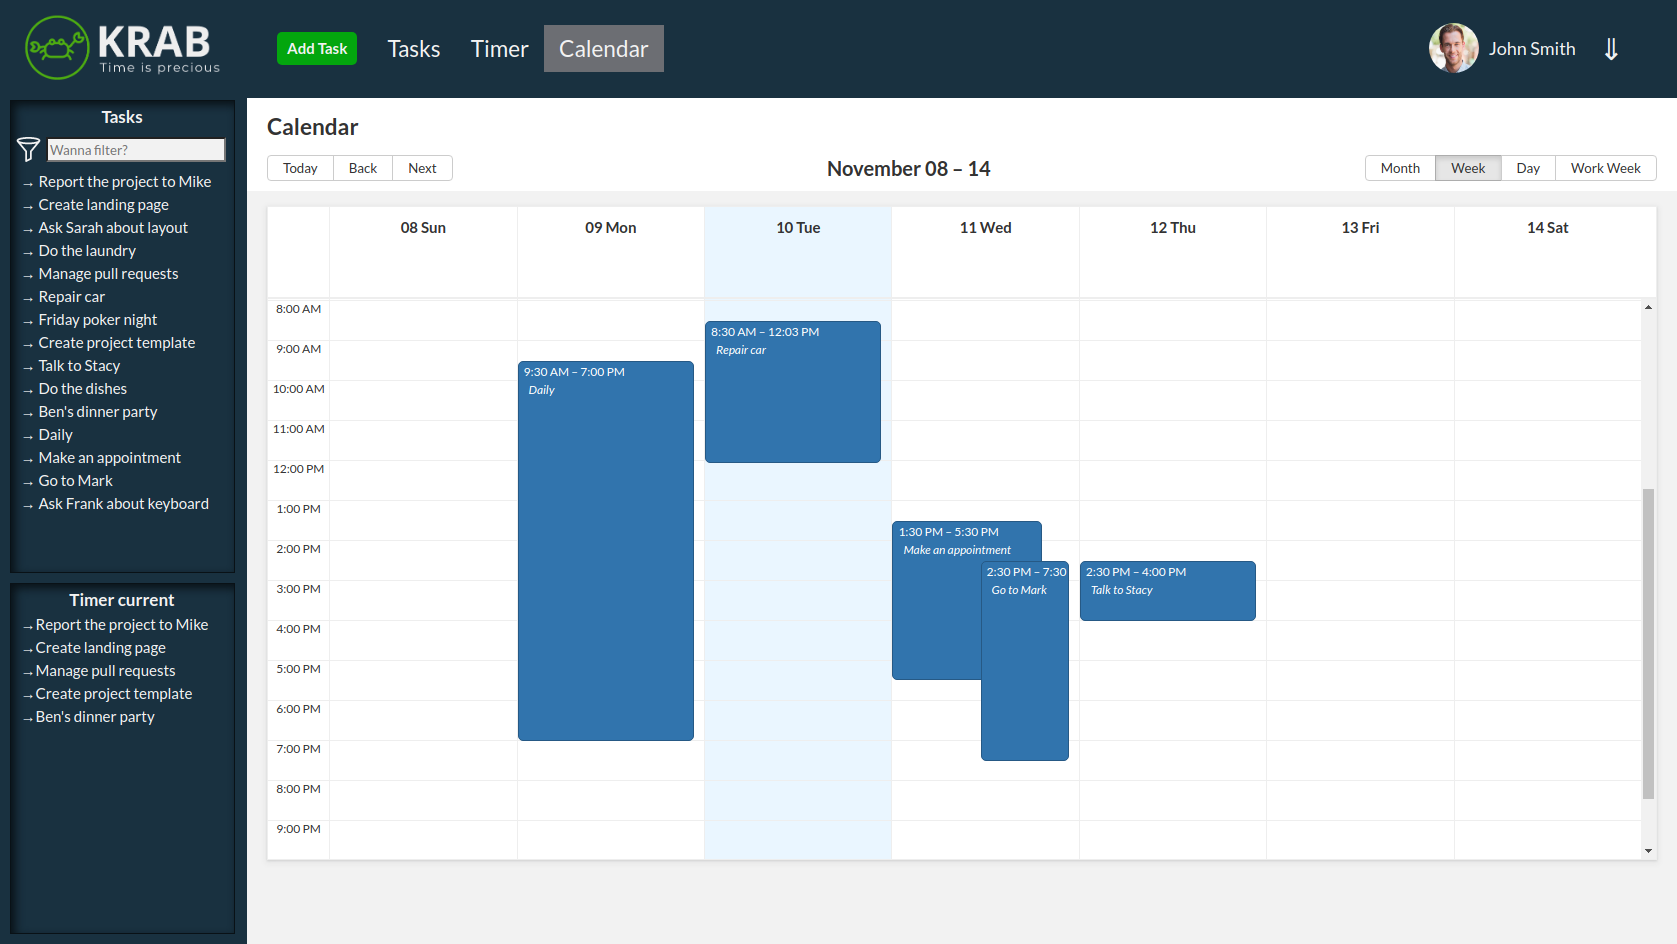 KRAB
Time is precious
Add Task
Tasks
Timer
Calendar
John Smith
Tasks
Wanna filter?
→ Report the project to Mike
→ Create landing page
→ Ask Sarah about layout
→ Do the laundry
→ Manage pull requests
→ Repair car
→ Friday poker night
→ Create project template
→ Talk to Stacy
→ Do the dishes
→ Ben's dinner party
→ Daily
→ Make an appointment
→ Go to Mark
→ Ask Frank about keyboard
Timer current
→Report the project to Mike
→Create landing page
→Manage pull requests
→Create project template
→Ben's dinner party
Calendar
Today
Back
Next
November 08 – 14
Month
Week
Day
Work Week
08 Sun
09 Mon
10 Tue
11 Wed
12 Thu
13 Fri
14 Sat
8:00 AM
9:00 AM
10:00 AM
11:00 AM
12:00 PM
1:00 PM
2:00 PM
3:00 PM
4:00 PM
5:00 PM
6:00 PM
7:00 PM
8:00 PM
9:00 PM
9:30 AM – 7:00 PM
Daily
8:30 AM – 12:03 PM
Repair car
1:30 PM – 5:30 PM
Make an appointment
2:30 PM – 7:30
Go to Mark
2:30 PM – 4:00 PM
Talk to Stacy